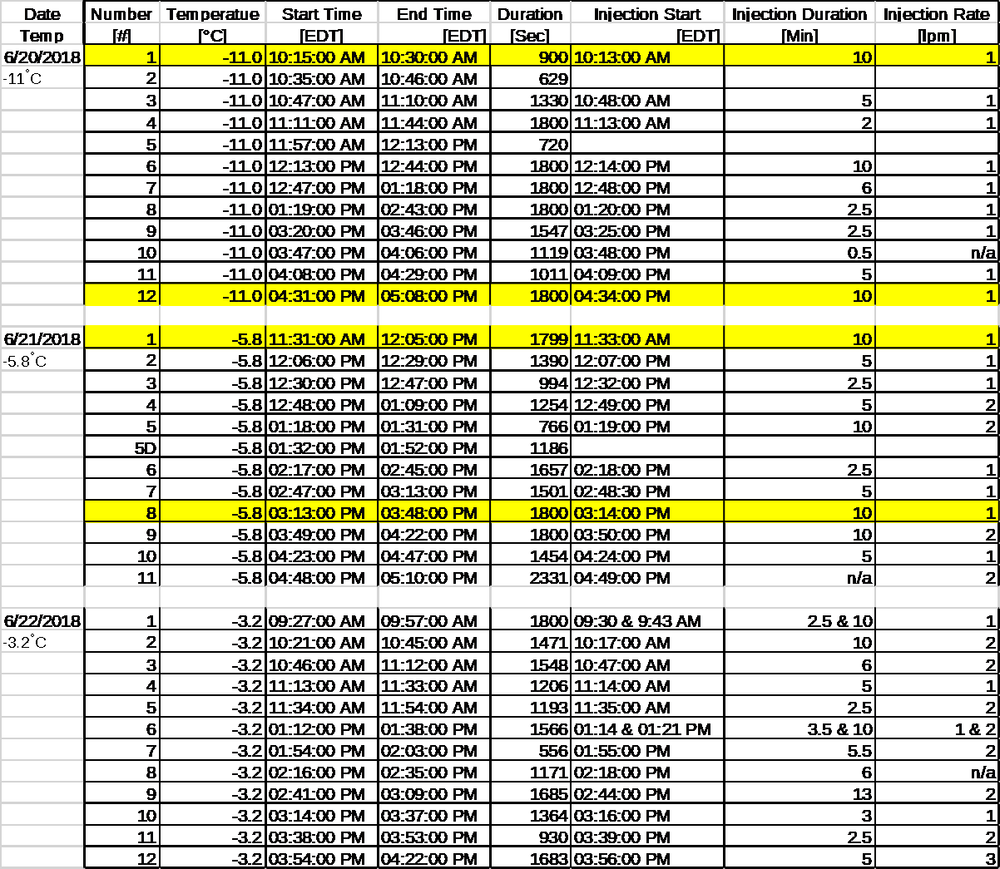 Date Number Temperatue Start Time End Time Duration Injection Start Injection Duration Injection Rate
Temp [#] [°C] [EDT] [EDT] [Sec] [EDT] [Min] [lpm]
6/20/2018 1 -11.0 10:15:00 AM 10:30:00 AM 900 10:13:00 AM 10 1
-11°C 2 -11.0 10:35:00 AM 10:46:00 AM 629
3 -11.0 10:47:00 AM 11:10:00 AM 1330 10:48:00 AM 5 1
4 -11.0 11:11:00 AM 11:44:00 AM 1800 11:13:00 AM 2 1
5 -11.0 11:57:00 AM 12:13:00 PM 720
6 -11.0 12:13:00 PM 12:44:00 PM 1800 12:14:00 PM 10 1
7 -11.0 12:47:00 PM 01:18:00 PM 1800 12:48:00 PM 6 1
8 -11.0 01:19:00 PM 02:43:00 PM 1800 01:20:00 PM 2.5 1
9 -11.0 03:20:00 PM 03:46:00 PM 1547 03:25:00 PM 2.5 1
10 -11.0 03:47:00 PM 04:06:00 PM 1119 03:48:00 PM 0.5 n/a
11 -11.0 04:08:00 PM 04:29:00 PM 1011 04:09:00 PM 5 1
12 -11.0 04:31:00 PM 05:08:00 PM 1800 04:34:00 PM 10 1
6/21/2018 1 -5.8 11:31:00 AM 12:05:00 PM 1799 11:33:00 AM 10 1
-5.8°C 2 -5.8 12:06:00 PM 12:29:00 PM 1390 12:07:00 PM 5 1
3 -5.8 12:30:00 PM 12:47:00 PM 994 12:32:00 PM 2.5 1
4 -5.8 12:48:00 PM 01:09:00 PM 1254 12:49:00 PM 5 2
5 -5.8 01:18:00 PM 01:31:00 PM 766 01:19:00 PM 10 2
5D -5.8 01:32:00 PM 01:52:00 PM 1186
6 -5.8 02:17:00 PM 02:45:00 PM 1657 02:18:00 PM 2.5 1
7 -5.8 02:47:00 PM 03:13:00 PM 1501 02:48:30 PM 5 1
8 -5.8 03:13:00 PM 03:48:00 PM 1800 03:14:00 PM 10 1
9 -5.8 03:49:00 PM 04:22:00 PM 1800 03:50:00 PM 10 2
10 -5.8 04:23:00 PM 04:47:00 PM 1454 04:24:00 PM 5 1
11 -5.8 04:48:00 PM 05:10:00 PM 2331 04:49:00 PM n/a 2
6/22/2018 1 -3.2 09:27:00 AM 09:57:00 AM 1800 09:30 & 9:43 AM 2.5 & 10 1
-3.2°C 2 -3.2 10:21:00 AM 10:45:00 AM 1471 10:17:00 AM 10 2
3 -3.2 10:46:00 AM 11:12:00 AM 1548 10:47:00 AM 6 2
4 -3.2 11:13:00 AM 11:33:00 AM 1206 11:14:00 AM 5 1
5 -3.2 11:34:00 AM 11:54:00 AM 1193 11:35:00 AM 2.5 2
6 -3.2 01:12:00 PM 01:38:00 PM 1566 01:14 & 01:21 PM 3.5 & 10 1 & 2
7 -3.2 01:54:00 PM 02:03:00 PM 556 01:55:00 PM 5.5 2
8 -3.2 02:16:00 PM 02:35:00 PM 1171 02:18:00 PM 6 n/a
9 -3.2 02:41:00 PM 03:09:00 PM 1685 02:44:00 PM 13 2
10 -3.2 03:14:00 PM 03:37:00 PM 1364 03:16:00 PM 3 1
11 -3.2 03:38:00 PM 03:53:00 PM 930 03:39:00 PM 2.5 2
12 -3.2 03:54:00 PM 04:22:00 PM 1683 03:56:00 PM 5 3